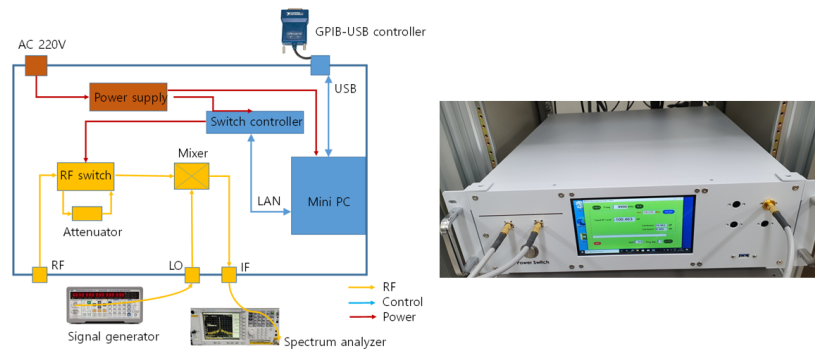 GPIB-USB controller
AC 220V
USB
Power supply
Switch controller
Mixer
RF switch
LAN
Mini PC
Attenuator
RF
LO
IF
RF
Control
Power
Signal generator
Spectrum analyzer
Power Switch